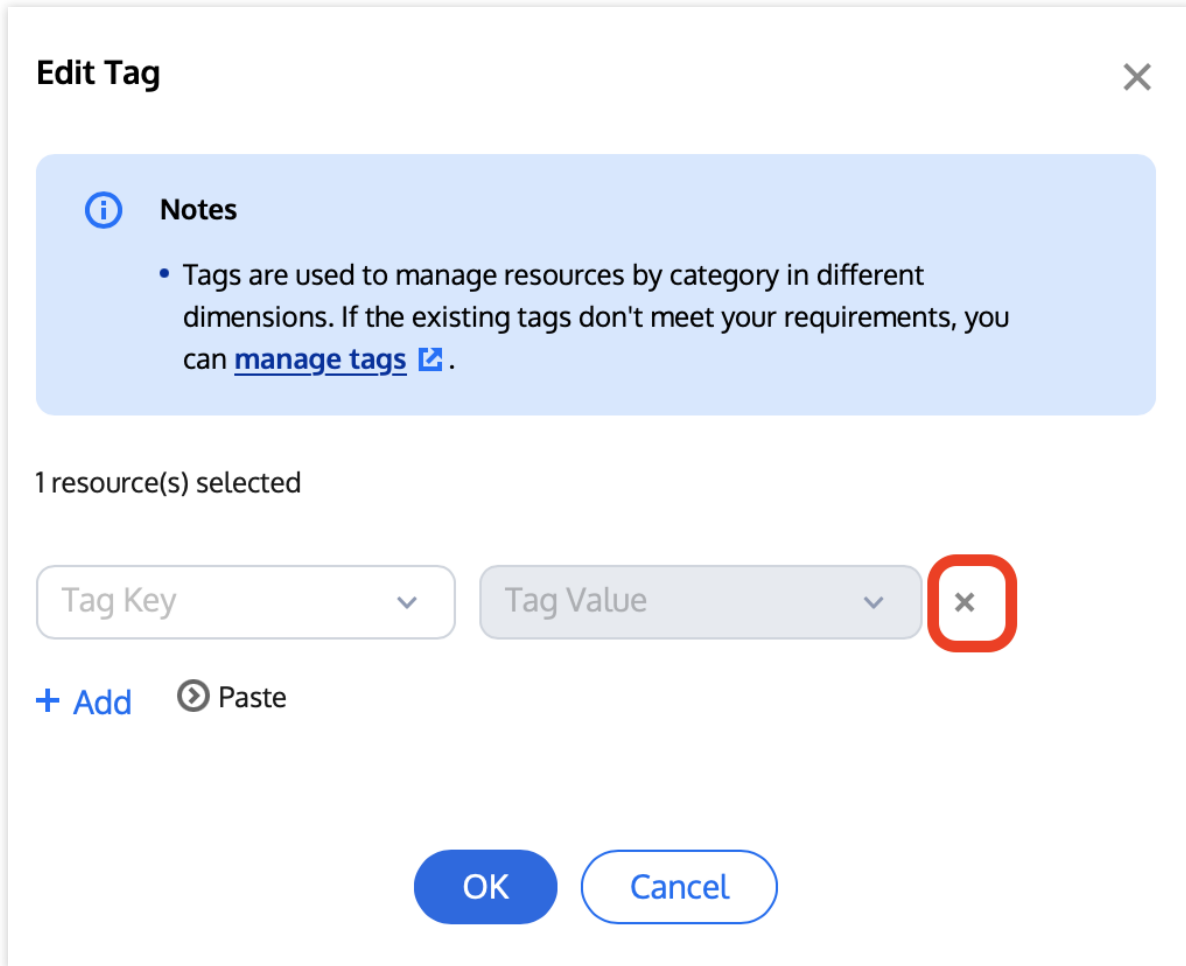 Edit Tag
Notes
• Tags are used to manage resources by category in different
dimensions. If the existing tags don't meet your requirements, you
can manage tags .
1 resource(s) selected
Tag Key
Tag Value
+ Add
Paste
OK
Cancel